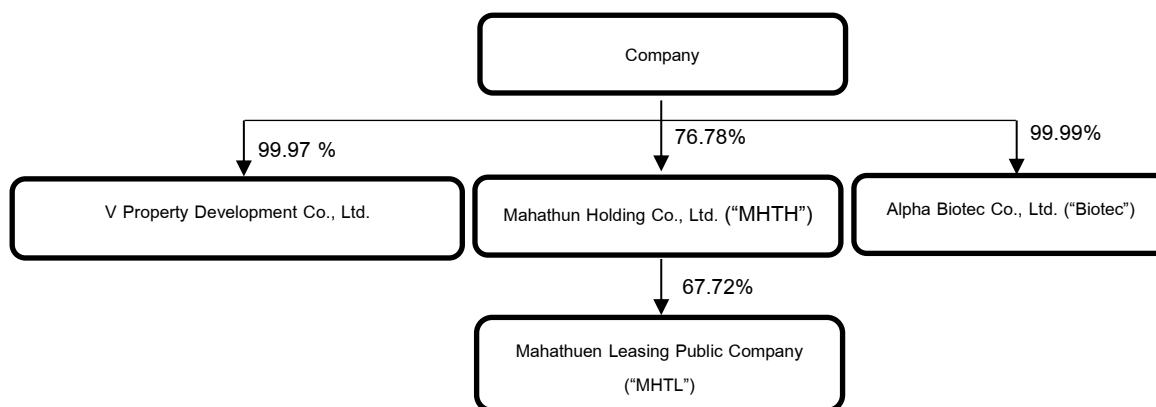 Company
99.97 %
76.78%
99.99%
V Property Development Co., Ltd.
Mahathun Holding Co., Ltd. (“MHTH”)
Alpha Biotec Co., Ltd. (“Biotec”)
67.72%
Mahathuen Leasing Public Company
(“MHTL”)